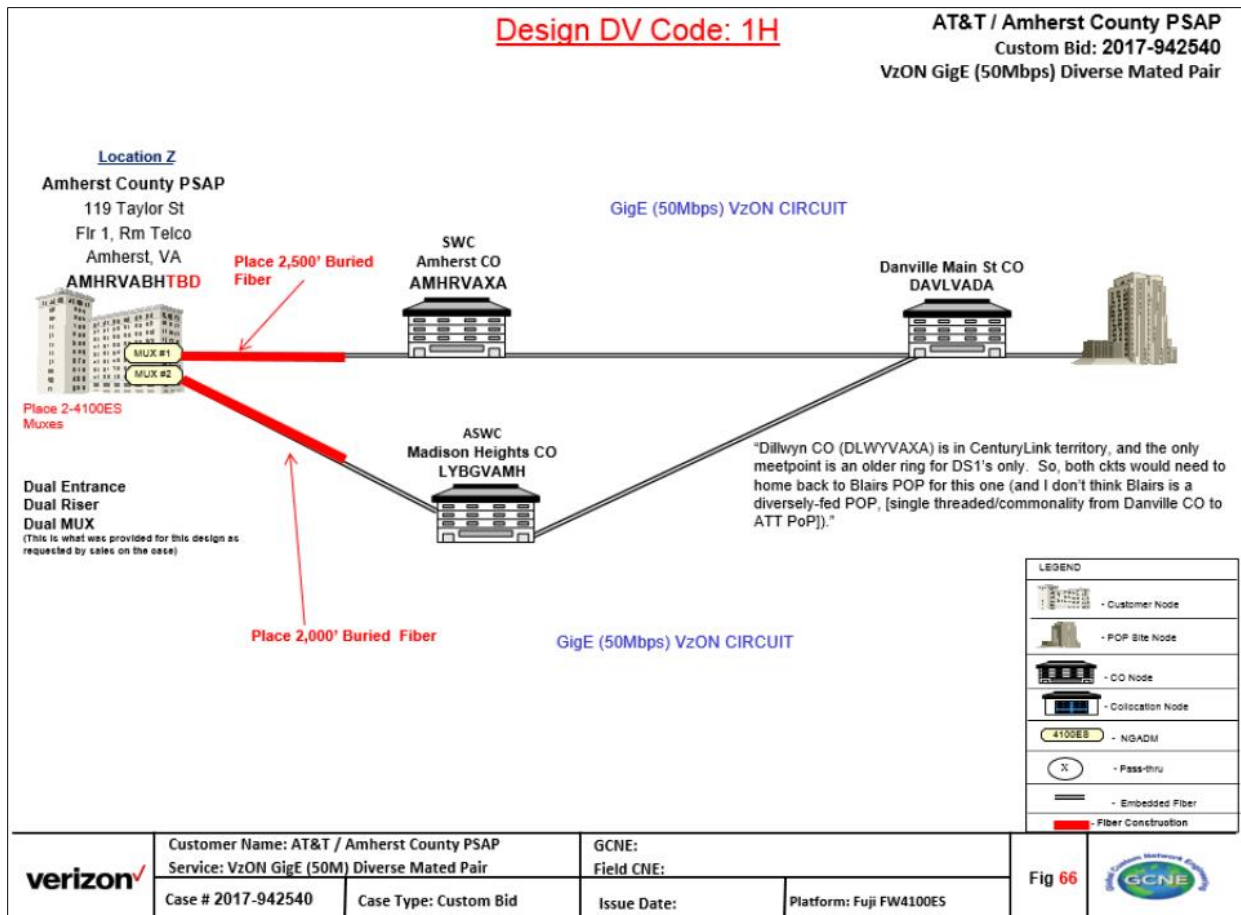 Design DV Code: 1H
AT&T / Amherst County PSAP
Custom Bid: 2017-942540
VzON GigE (50Mbps) Diverse Mated Pair
Location Z
Amherst County PSAP
119 Taylor St
Flr 1, Rm Telco
Amherst, VA
AMHRVABHTBD
Place 2,500' Buried
Fiber
GigE (50Mbps) VzON CIRCUIT
SWC
Amherst CO
AMHRVAXA
Danville Main St CO
DAVLVADA
MUX #1
MUX #2
Place 2-4100ES
Muxes
ASWC
Madison Heights CO
LYBGVAMH
Dual Entrance
Dual Riser
Dual MUX
(This is what was provided for this design as
requested by sales on the case)
"Dillwyn CO (DLWYVAXA) is in CenturyLink territory, and the only
meetpoint is an older ring for DS1's only. So, both ckts would need to
home back to Blairs POP for this one (and I don't think Blairs is a
diversely-fed POP, [single threaded/commonality from Danville CO to
ATT PoP])."
Place 2,000' Buried Fiber
GigE (50Mbps) VzON CIRCUIT
LEGEND
- Customer Node
- POP Site Node
- CO Node
- Collocation Node
4100ES - NGADM
X - Pass-thru
- Embedded Fiber
- Fiber Construction
verizon
Customer Name: AT&T / Amherst County PSAP
Service: VzON GigE (50M) Diverse Mated Pair
Case # 2017-942540
Case Type: Custom Bid
GCNE:
Field CNE:
Issue Date:
Platform: Fuji FW4100ES
Fig 66
Global Custom Network Engineering
GCNE